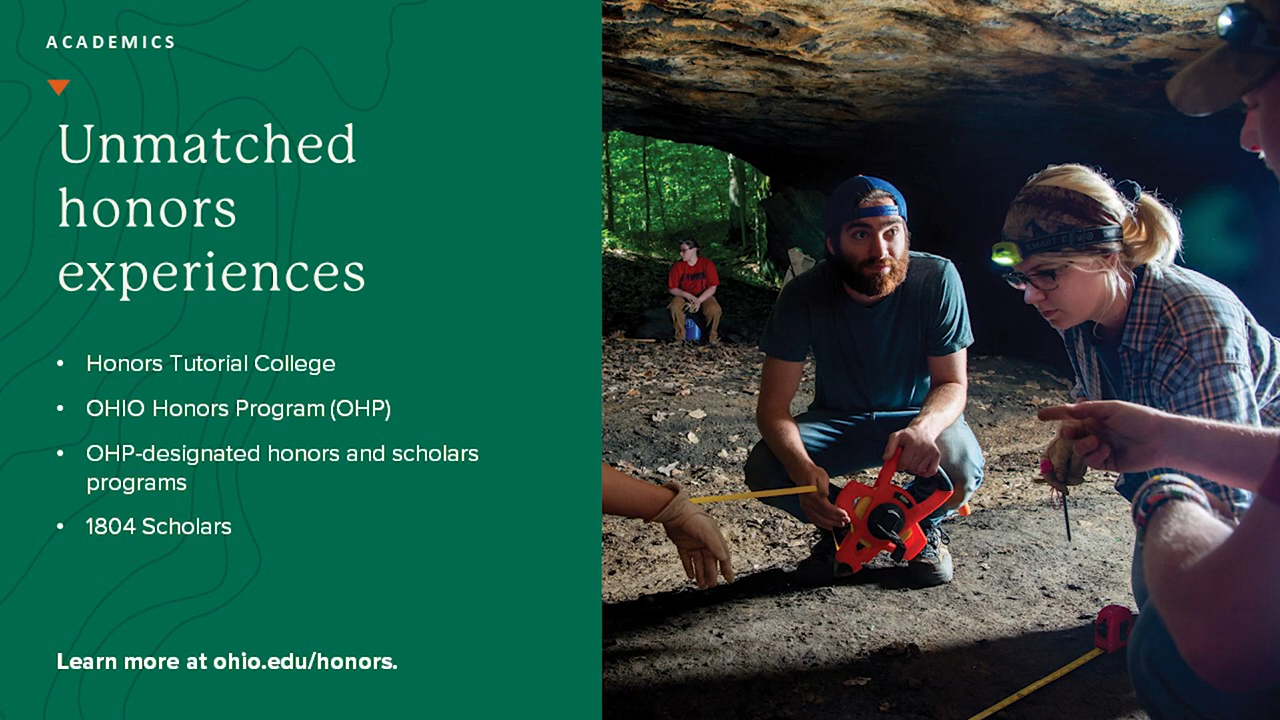 ACADEMICS
Unmatched
honors
experiences
• Honors Tutorial College
• OHIO Honors Program (OHP)
• OHP-designated honors and scholars
programs
• 1804 Scholars
Learn more at ohio.edu/honors.